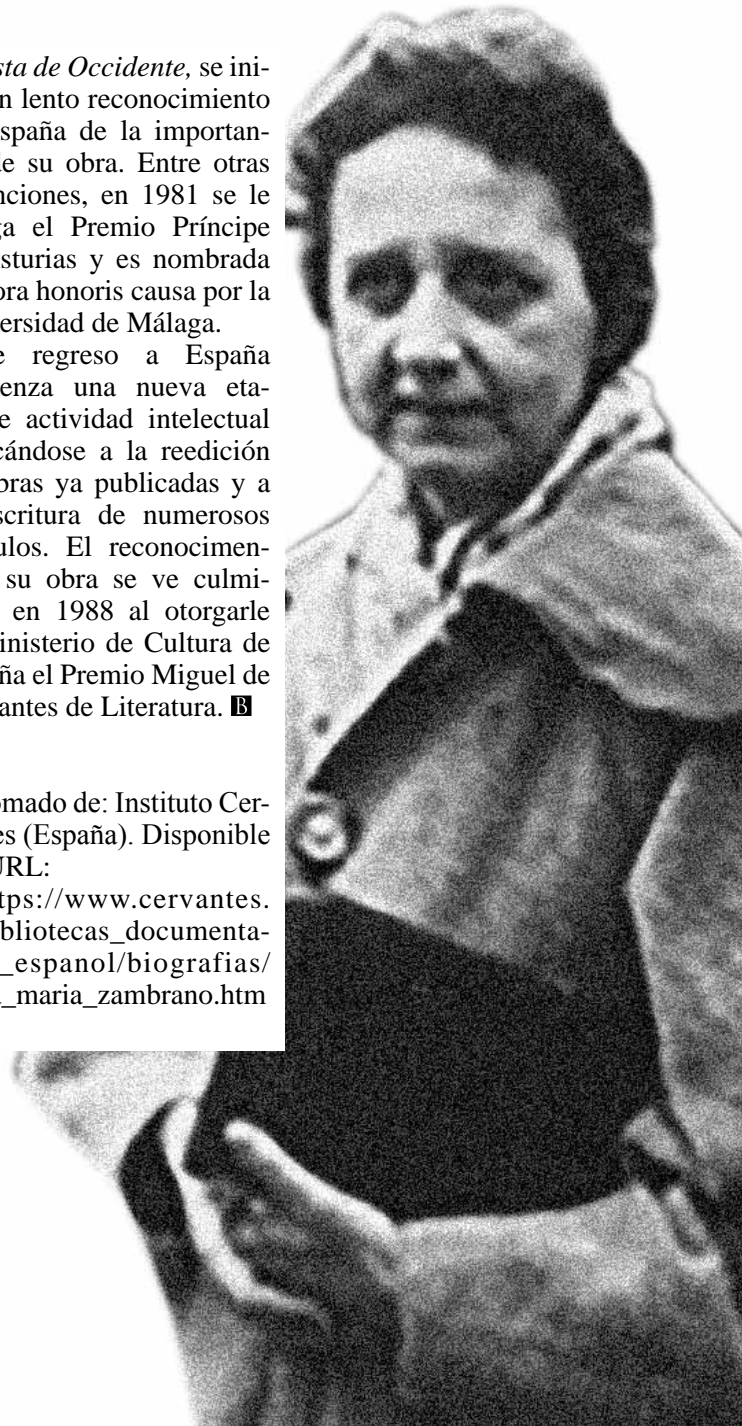 sta de Occidente, se ini-
n lento reconocimiento
spaña de la importan-
e su obra. Entre otras
nciones, en 1981 se le
ga el Premio Príncipe
sturias y es nombrada
ora honoris causa por la
ersidad de Málaga.
e regreso a España
enza una nueva eta-
e actividad intelectual
cándose a la reedición
bras ya publicadas y a
scritura de numerosos
ulos. El reconocimen-
su obra se ve culmi-
en 1988 al otorgarle
inisterio de Cultura de
ña el Premio Miguel de
antes de Literatura. B
omado de: Instituto Cer-
es (España). Disponible
URL:
tps://www.cervantes.
bliotecas_documenta-
_espanol/biografias/
_maria_zambrano.htm